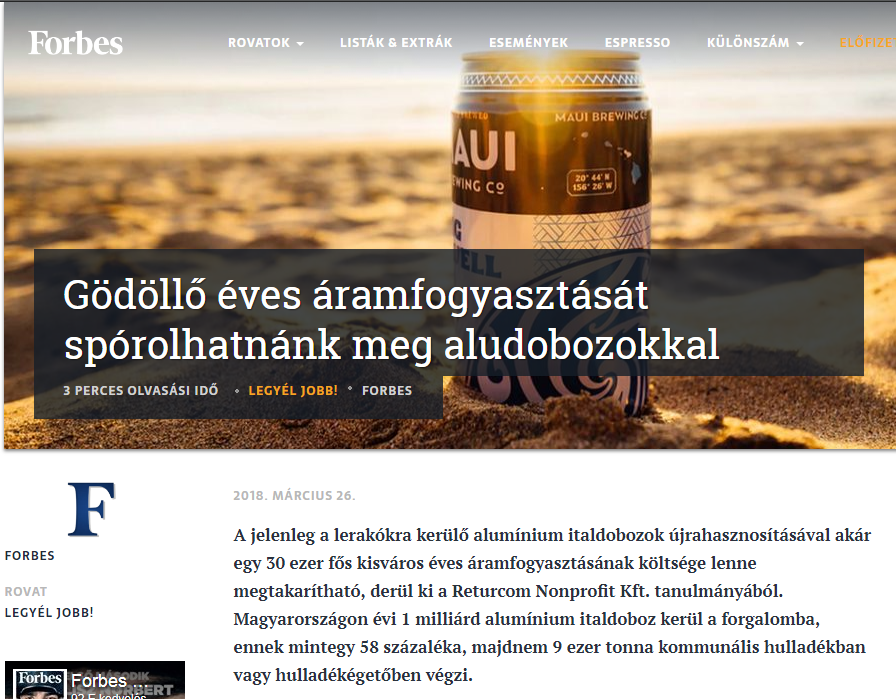 Forbes
ROVATOK
LISTÁK & EXTRÁK
ESEMÉNYEK
ESPRESSO
KÜLÖNSZÁM
MAUI BREWING C
AUI
EWING CO
20° 44' N
156° 26' W
G
ELL
Gödöllő éves áramfogyasztását
spórolhatnánk meg aludobozokkal
3 PERCES OLVASÁSI IDŐ
LEGYÉL JOBB!
FORBES
F
2018. MÁRCIUS 26.
A jelenleg a lerakókra kerülő alumínium italdobozok újrahasznosításával akár
egy 30 ezer fős kisváros éves áramfogyasztásának költsége lenne
megtakarítható, derül ki a Returcom Nonprofit Kft. tanulmányából.
Magyarországon évi 1 milliárd alumínium italdoboz kerül a forgalomba,
ennek mintegy 58 százaléka, majdnem 9 ezer tonna kommunális hulladékban
vagy hulladékégetőben végzi.
FORBES
ROVAT
LEGYÉL JOBB!
Forbes
Forbes ...